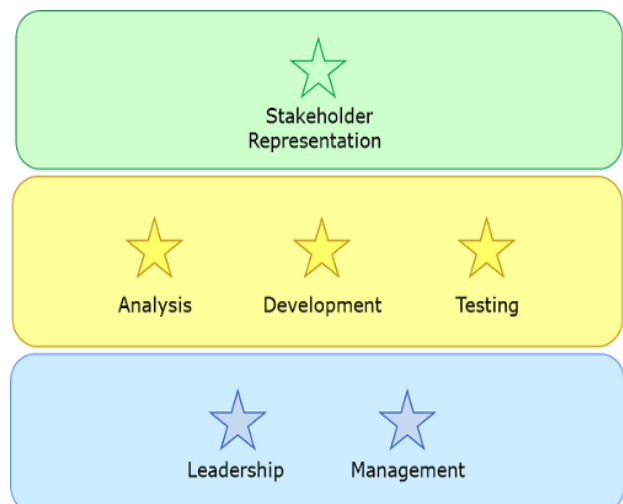 Stakeholder
Representation
Analysis
Development
Testing
Leadership
Management